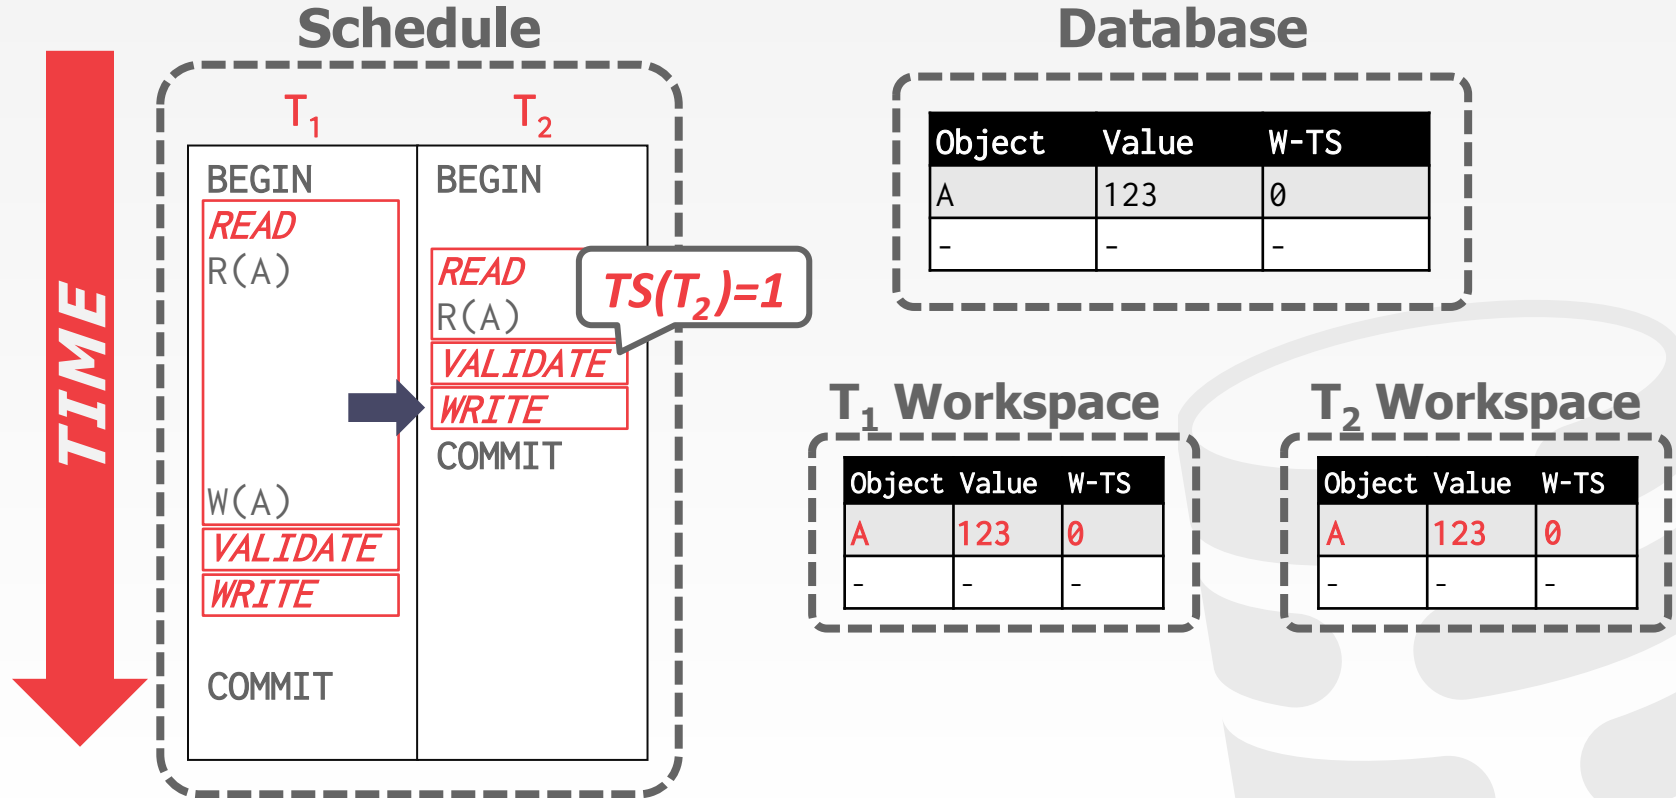 Schedule
TIME
T1 T2
BEGIN BEGIN
READ
R(A) READ
R(A)
TS(T2)=1
VALIDATE
WRITE
COMMIT
W(A)
VALIDATE
WRITE
COMMIT
Database
Object Value W-TS
A 123 0
- - -
T1 Workspace
Object Value W-TS
A 123 0
- - -
T2 Workspace
Object Value W-TS
A 123 0
- - -